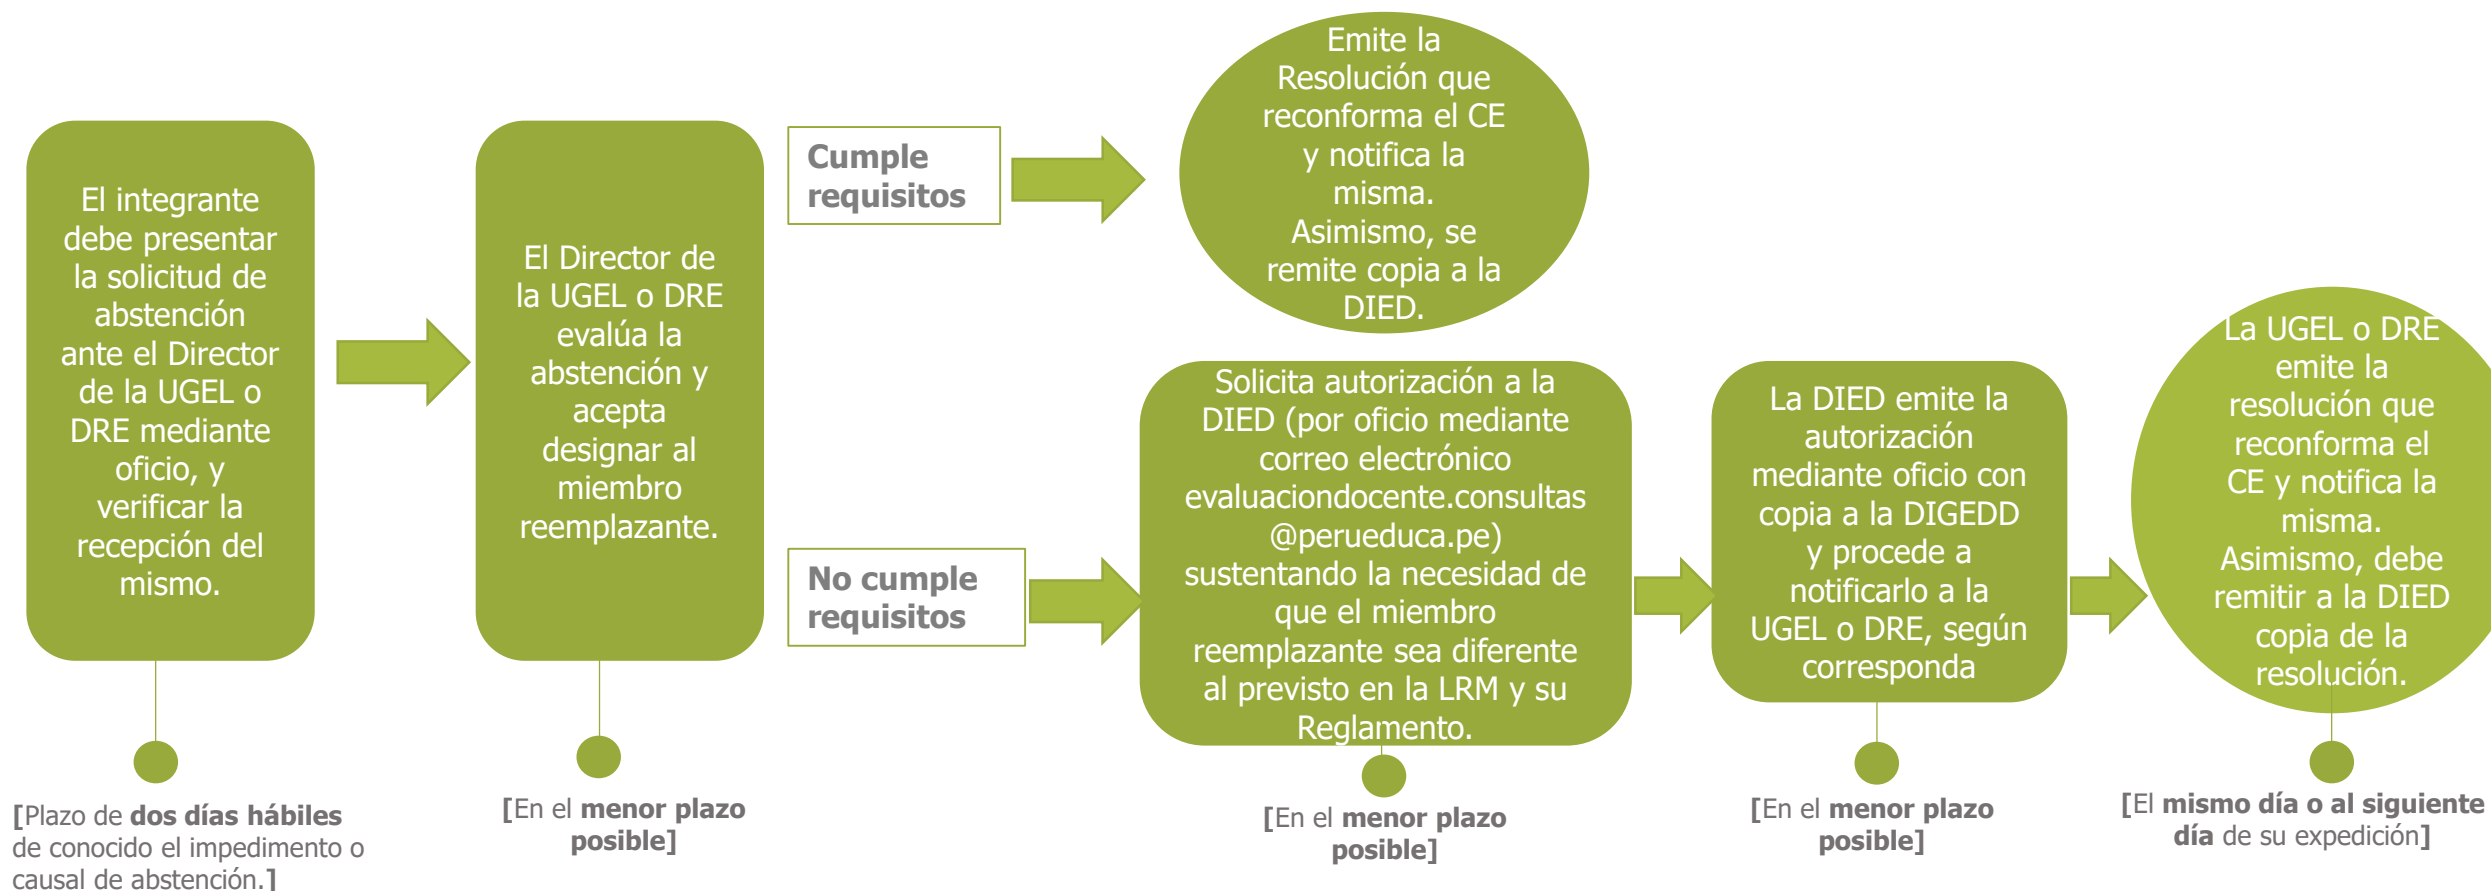 El integrante
debe presentar
la solicitud de
abstención
ante el Director
de la UGEL o
DRE mediante
oficio, y
verificar la
recepción del
mismo.
[Plazo de dos días hábiles
de conocido el impedimento o
causal de abstención.]
El Director de
la UGEL o DRE
evalúa la
abstención y
acepta
designar al
miembro
reemplazante.
[En el menor plazo
posible]
Cumple
requisitos
Emite la
Resolución que
reconforma el CE
y notifica la
misma.
Asimismo, se
remite copia a la
DIED.
No cumple
requisitos
Solicita autorización a la
DIED (por oficio mediante
correo electrónico
evaluaciondocente.consultas
@perueduca.pe)
sustentando la necesidad de
que el miembro
reemplazante sea diferente
al previsto en la LRM y su
Reglamento.
[En el menor plazo
posible]
La DIED emite la
autorización
mediante oficio con
copia a la DIGEDD
y procede a
notificarlo a la
UGEL o DRE, según
corresponda
[En el menor plazo
posible]
La UGEL o DRE
emite la
resolución que
reconforma el
CE y notifica la
misma.
Asimismo, debe
remitir a la DIED
copia de la
resolución.
[El mismo día o al siguiente
día de su expedición]